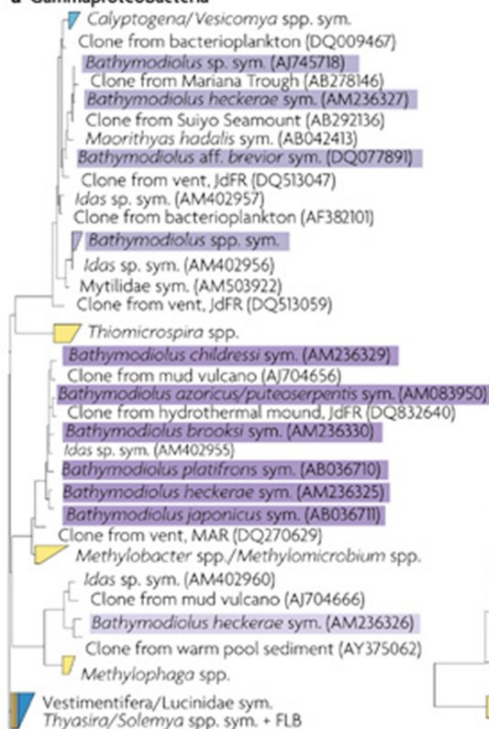 a Gammaproteobacteria
Calyptogena/Vesicomya spp. sym.
Clone from bacterioplankton (DQ009467)
Bathymodiolus sp. sym. (AJ745718)
Clone from Mariana Trough (AB278146)
Bathymodiolus heckerae sym. (AM236327)
Clone from Suiyo Seamount (AB292136)
Maorithyas hadalis sym. (AB042413)
Bathymodiolus aff. brevior sym. (DQ077891)
Clone from vent, JdFR (DQ513047)
Idas sp. sym. (AM402957)
Clone from bacterioplankton (AF382101)
Bathymodiolus spp. sym.
Idas sp. sym. (AM402956)
Mytilidae sym. (AM503922)
Clone from vent, JdFR (DQ513059)
Thiomicrospira spp.
Bathymodiolus childressi sym. (AM236329)
Clone from mud vulcano (AJ704656)
Bathymodiolus azoricus/puteoserpentis sym. (AM083950)
Clone from hydrothermal mound, JdFR (DQ832640)
Bathymodiolus brooksi sym. (AM236330)
Idas sp. sym. (AM402955)
Bathymodiolus platifrons sym. (AB036710)
Bathymodiolus heckerae sym. (AM236325)
Bathymodiolus japonicus sym. (AB036711)
Clone from vent, MAR (DQ270629)
Methylobacter spp./Methylomicrobium spp.
Idas sp. sym. (AM402960)
Clone from mud vulcano (AJ704666)
Bathymodiolus heckerae sym. (AM236326)
Clone from warm pool sediment (AY375062)
Methylophaga spp.
Vestimentifera/Lucinidae sym.
Thyasira/Solemya spp. sym. + FLB